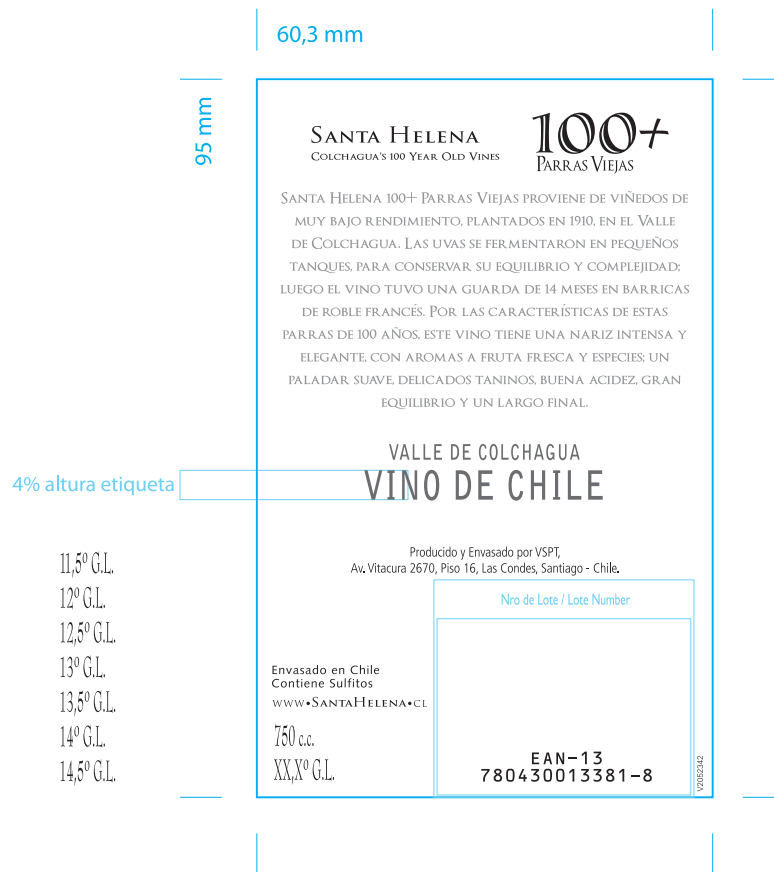 60,3 mm
95 mm
SANTA HELENA
COLCHAGUA'S 100 YEAR OLD VINES
100+
PARRAS VIEJAS
SANTA HELENA 100+ PARRAS VIEJAS PROVIENE DE VIÑEDOS DE
MUY BAJO RENDIMIENTO, PLANTADOS EN 1910, EN EL VALLE
DE COLCHAGUA. LAS UVAS SE FERMENTARON EN PEQUEÑOS
TANQUES, PARA CONSERVAR SU EQUILIBRIO Y COMPLEJIDAD;
LUEGO EL VINO TUVO UNA GUARDA DE 14 MESES EN BARRICAS
DE ROBLE FRANCÉS. POR LAS CARACTERÍSTICAS DE ESTAS
PARRAS DE 100 AÑOS, ESTE VINO TIENE UNA NARIZ INTENSA Y
ELEGANTE, CON AROMAS A FRUTA FRESCA Y ESPECIES; UN
PALADAR SUAVE, DELICADOS TANINOS, BUENA ACIDEZ, GRAN
EQUILIBRIO Y UN LARGO FINAL.
VALLE DE COLCHAGUA
VINO DE CHILE
4% altura etiqueta
Producido y Envasado por VSPT,
Av. Vitacura 2670, Piso 16, Las Condes, Santiago - Chile.
11,5º G.L.
12º G.L.
12,5º G.L.
13º G.L.
13,5º G.L.
14º G.L.
14,5º G.L.
Nro de Lote / Lote Number
Envasado en Chile
Contiene Sulfitos
WWW•SANTAHELENA•CL
750 c.c.
XX,Xº G.L.
EAN-13
780430013381-8
V2052342